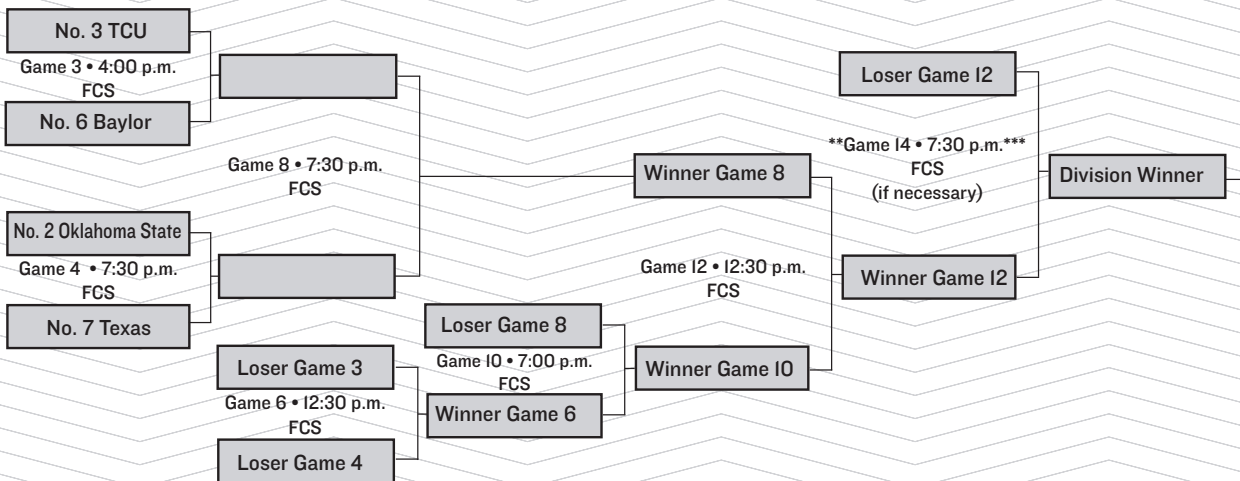 No. 3 TCU
Game 3 • 4:00 p.m.
FCS
No. 6 Baylor
Game 8 • 7:30 p.m.
FCS
No. 2 Oklahoma State
Game 4 • 7:30 p.m.
FCS
No. 7 Texas
Loser Game 3
Game 6 • 12:30 p.m.
FCS
Loser Game 4
Loser Game 8
Game 10 • 7:00 p.m.
FCS
Winner Game 6
Winner Game 8
Game 12 • 12:30 p.m.
FCS
Winner Game 10
Loser Game 12
**Game 14 • 7:30 p.m.***
FCS
(if necessary)
Winner Game 12
Division Winner